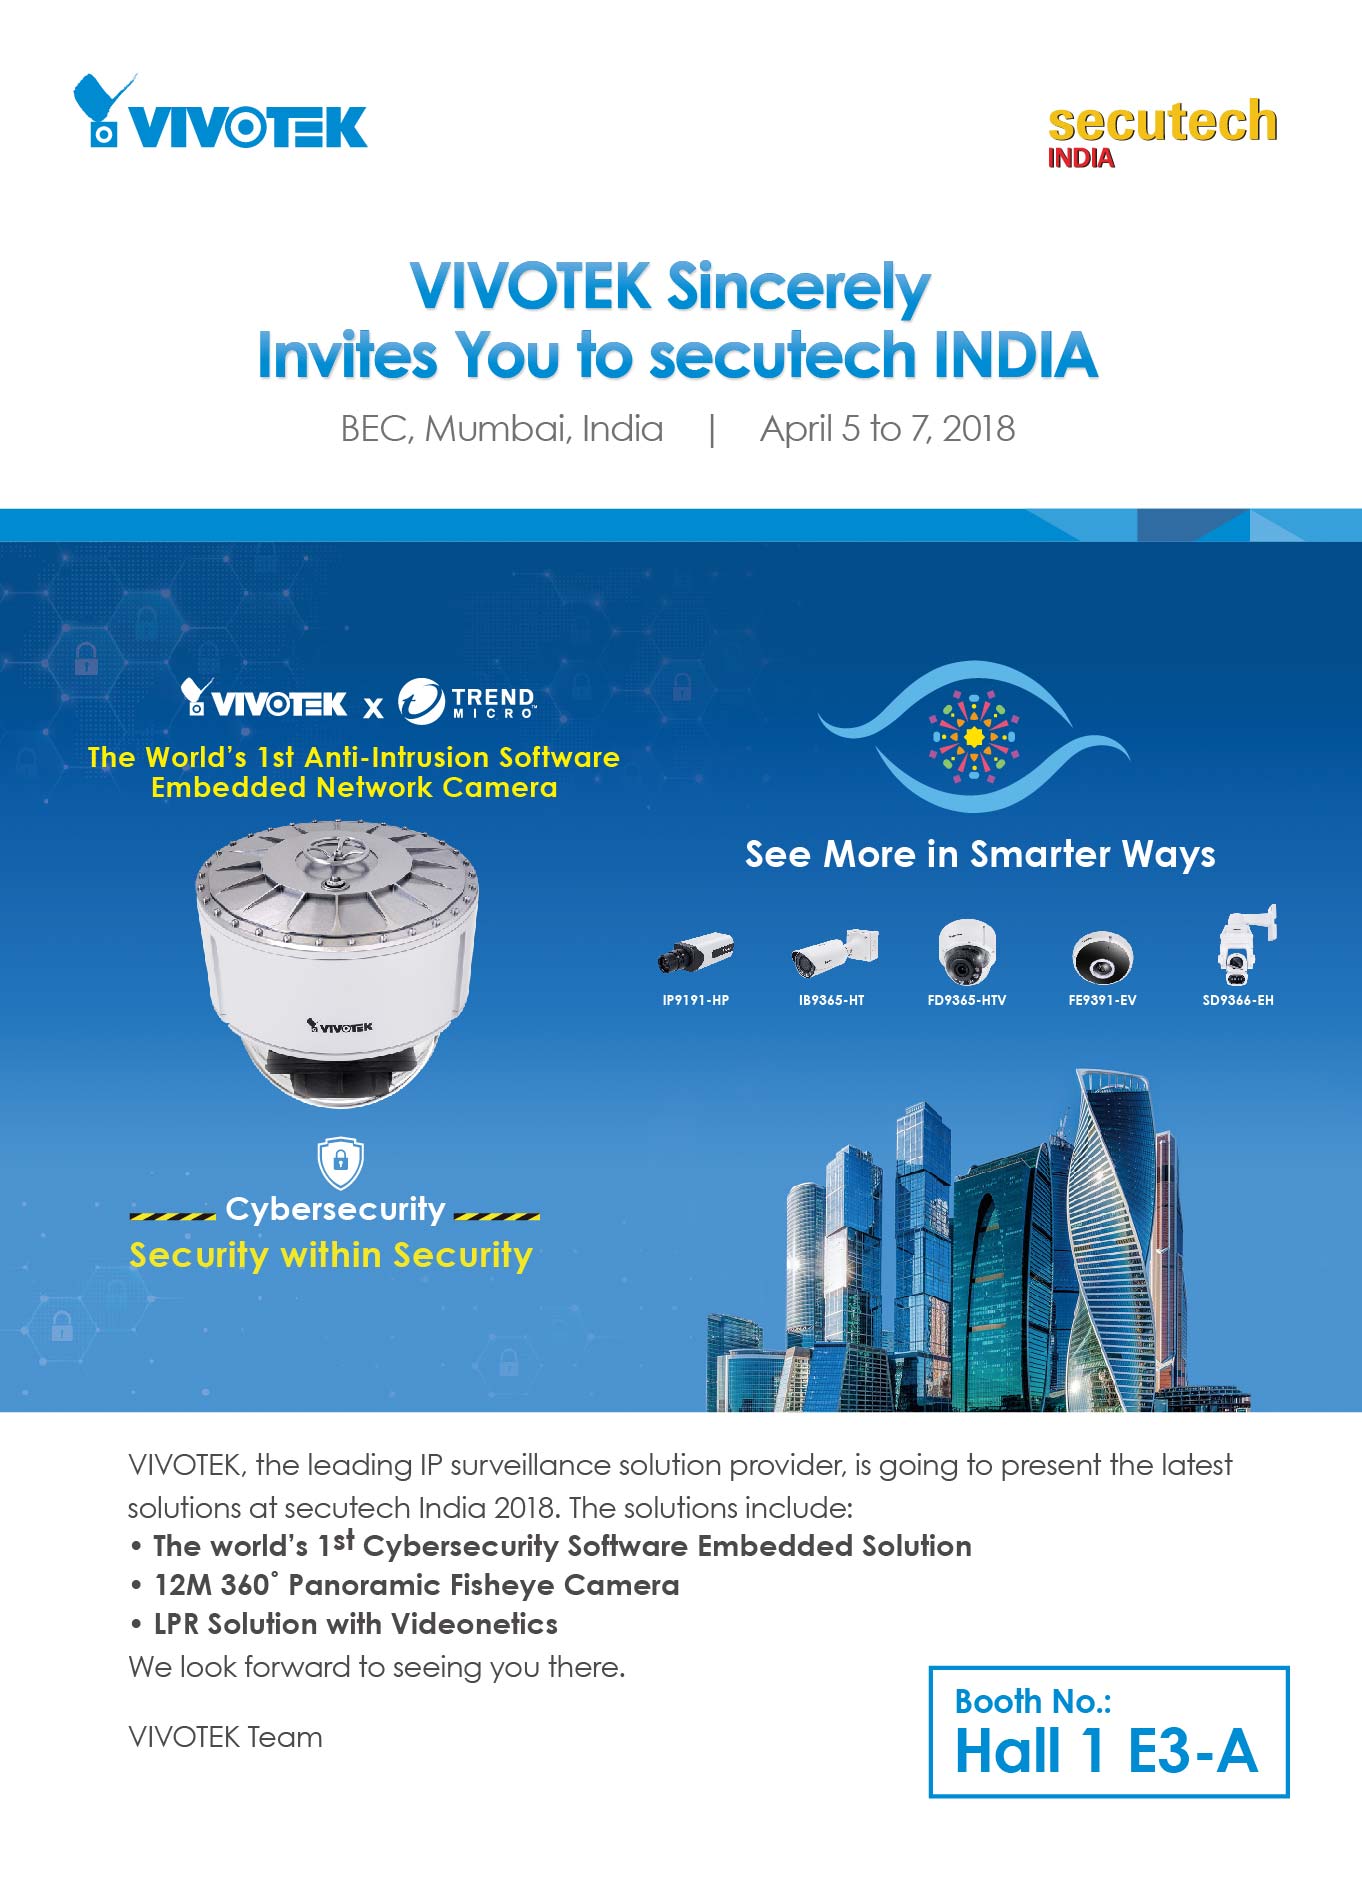 VIVOTEK
secutech
INDIA
VIVOTEK Sincerely
Invites You to secutech INDIA
BEC, Mumbai, India | April 5 to 7, 2018
VIVOTEK x TREND MICRO™
The World's 1st Anti-Intrusion Software
Embedded Network Camera
VIVOTEK
Cybersecurity
Security within Security
See More in Smarter Ways
IP9191-HP IB9365-HT FD9365-HTV FE9391-EV SD9366-EH
VIVOTEK, the leading IP surveillance solution provider, is going to present the latest
solutions at secutech India 2018. The solutions include:
• The world's 1st Cybersecurity Software Embedded Solution
• 12M 360° Panoramic Fisheye Camera
• LPR Solution with Videonetics
We look forward to seeing you there.
VIVOTEK Team
Booth No.:
Hall 1 E3-A